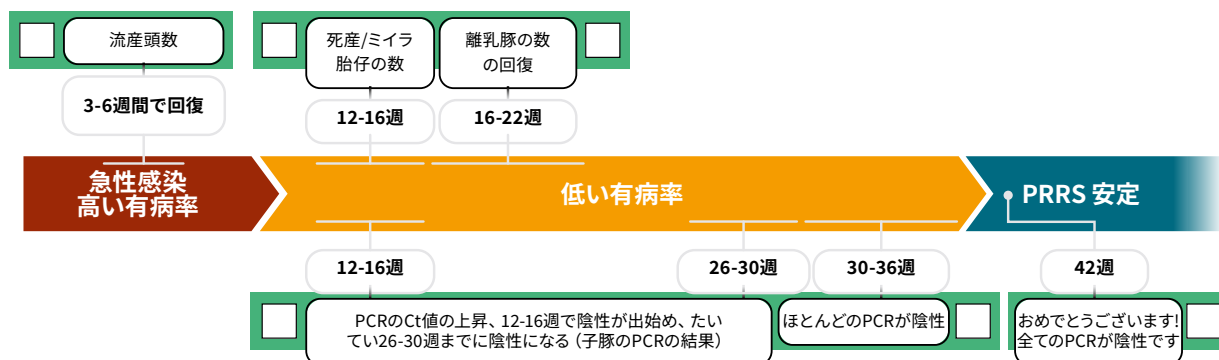 流産頭数
死産/ミイラ
胎仔の数
離乳豚の数
の回復
3-6週間で回復
12-16週
16-22週
急性感染
高い有病率
低い有病率
PRRS 安定
12-16週
26-30週
30-36週
42週
PCRのCt値の上昇、12-16週で陰性が出始め、たい
てい26-30週までに陰性になる（子豚のPCRの結果）
ほとんどのPCRが陰性
おめでとうございます!
全てのPCRが陰性です